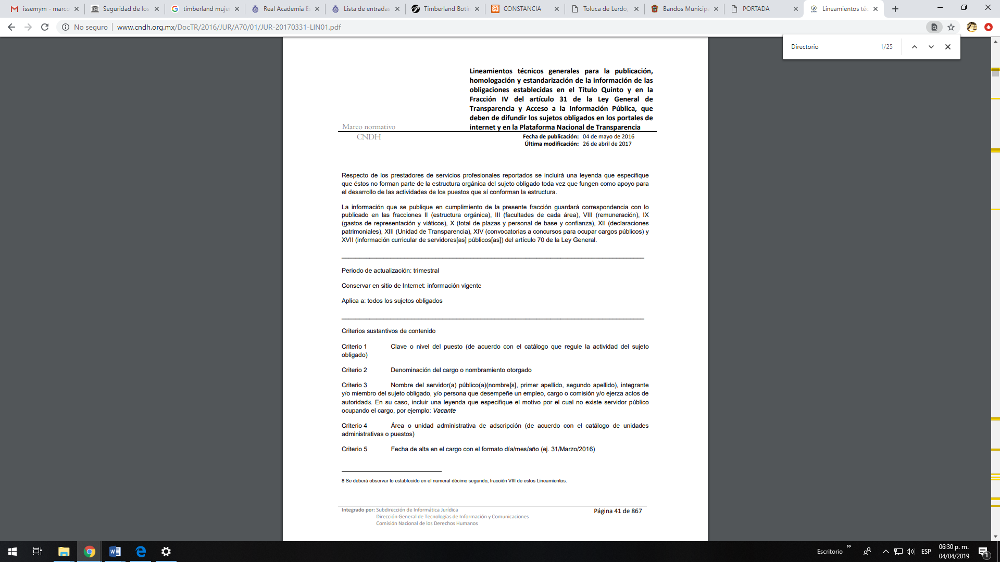 issemym - marco
Seguridad de los
timberland muje
Real Academia Es
Lista de entradas
Timberland Botín
CONSTANCIA
Toluca de Lerdo,
Bandos Municipa
PORTADA
Lineamientos téc
No seguro
www.cndh.org.mx/DocTR/2016/JUR/A70/01/JUR-20170331-LIN01.pdf
Directorio
1/25
Lineamientos técnicos generales para la publicación,
homologación y estandarización de la información de las
obligaciones establecidas en el Título Quinto y en la
Fracción IV del artículo 31 de la Ley General de
Transparencia y Acceso a la Información Pública, que
deben de difundir los sujetos obligados en los portales de
internet y en la Plataforma Nacional de Transparencia
Marco normativo
CNDH
Fecha de publicación: 04 de mayo de 2016
Última modificación: 26 de abril de 2017
Respecto de los prestadores de servicios profesionales reportados se incluirá una leyenda que especifique
que éstos no forman parte de la estructura orgánica del sujeto obligado toda vez que fungen como apoyo para
el desarrollo de las actividades de los puestos que sí conforman la estructura.
La información que se publique en cumplimiento de la presente fracción guardará correspondencia con lo
publicado en las fracciones II (estructura orgánica), III (facultades de cada área), VIII (remuneración), IX
(gastos de representación y viáticos), X (total de plazas y personal de base y confianza), XII (declaraciones
patrimoniales), XIII (Unidad de Transparencia), XIV (convocatorias a concursos para ocupar cargos públicos) y
XVII (información curricular de servidores[as] públicos[as]) del artículo 70 de la Ley General.
Periodo de actualización: trimestral
Conservar en sitio de Internet: información vigente
Aplica a: todos los sujetos obligados
Criterios sustantivos de contenido
Criterio 1 Clave o nivel del puesto (de acuerdo con el catálogo que regule la actividad del sujeto
obligado)
Criterio 2 Denominación del cargo o nombramiento otorgado
Criterio 3 Nombre del servidor(a) público(a)(nombre[s], primer apellido, segundo apellido), integrante
y/o miembro del sujeto obligado, y/o persona que desempeñe un empleo, cargo o comisión y/o ejerza actos de
autoridad8. En su caso, incluir una leyenda que especifique el motivo por el cual no existe servidor público
ocupando el cargo, por ejemplo: Vacante
Criterio 4 Área o unidad administrativa de adscripción (de acuerdo con el catálogo de unidades
administrativas o puestos)
Criterio 5 Fecha de alta en el cargo con el formato día/mes/año (ej. 31/Marzo/2016)
8 Se deberá observar lo establecido en el numeral décimo segundo, fracción VIII de estos Lineamientos.
Integrado por: Subdirección de Informática Jurídica
Dirección General de Tecnologías de Información y Comunicaciones
Comisión Nacional de los Derechos Humanos
Página 41 de 867
Escritorio
ESP
06:30 p. m.
04/04/2019
1